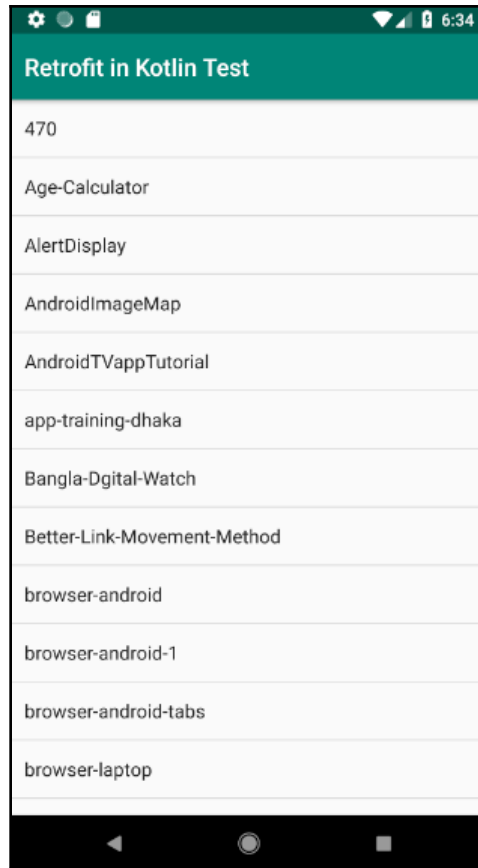 6:34
Retrofit in Kotlin Test
470
Age-Calculator
AlertDisplay
AndroidImageMap
AndroidTVappTutorial
app-training-dhaka
Bangla-Dgital-Watch
Better-Link-Movement-Method
browser-android
browser-android-1
browser-android-tabs
browser-laptop